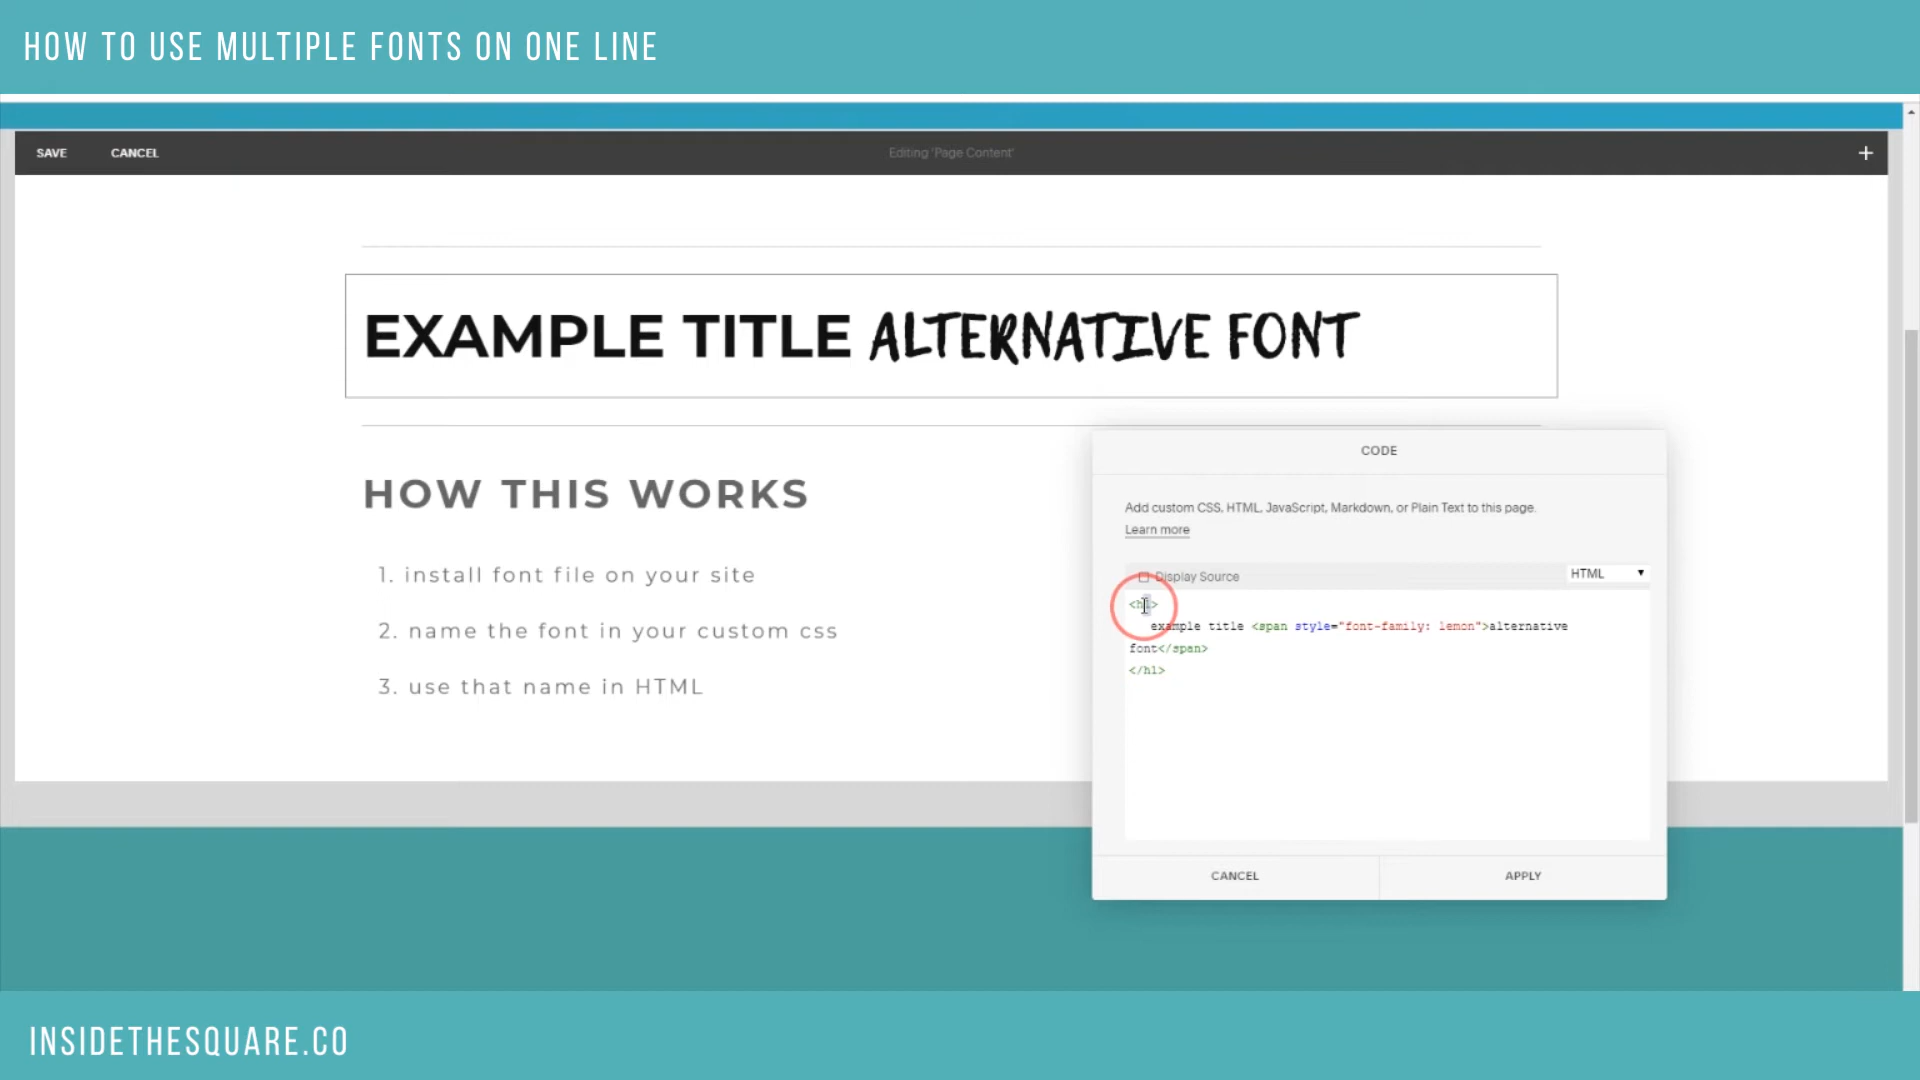 HOW TO USE MULTIPLE FONTS ON ONE LINE
SAVE CANCEL Editing 'Page Content' +
EXAMPLE TITLE ALTERNATIVE FONT
HOW THIS WORKS
1. install font file on your site
2. name the font in your custom css
3. use that name in HTML
CODE
Add custom CSS, HTML, JavaScript, Markdown, or Plain Text to this page.
Learn more
Display Source HTML
<h1>
example title <span style="font-family: lemon">alternative
font</span>
</h1>
CANCEL APPLY
INSIDETHESQUARE.CO